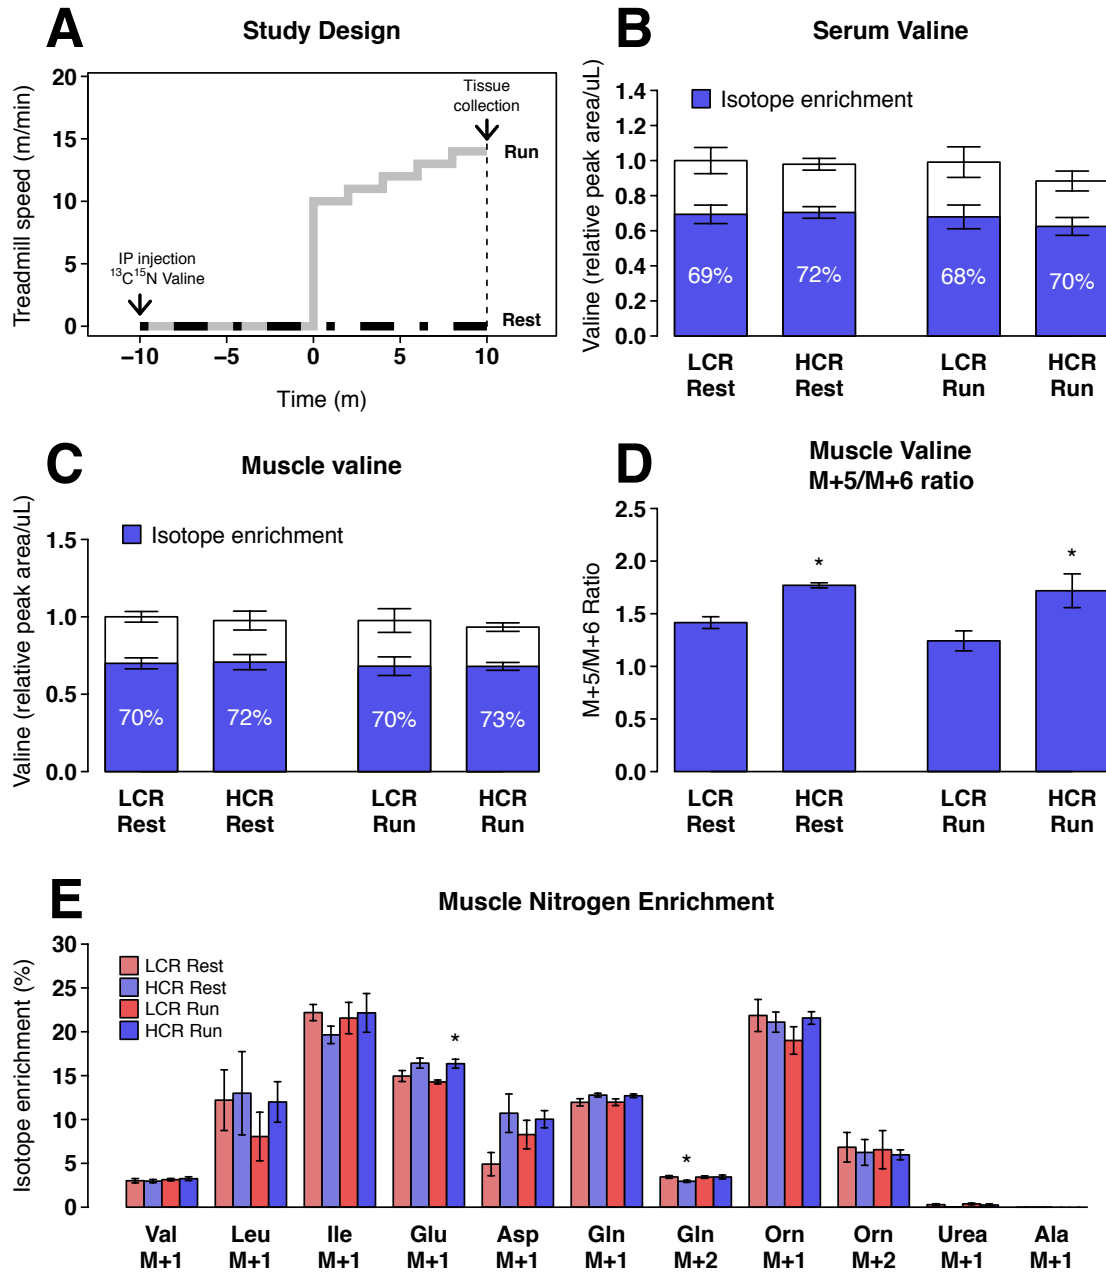 A
Study Design
Treadmill speed (m/min)
20
15
10
5
0
IP injection
¹³C¹⁵N Valine
Tissue
collection
Run
Rest
−10
−5
0
5
10
Time (m)
B
Serum Valine
Valine (relative peak area/uL)
1.4
1.2
1.0
0.8
0.6
0.4
0.2
0.0
Isotope enrichment
69%
72%
68%
70%
LCR
Rest
HCR
Rest
LCR
Run
HCR
Run
C
Muscle valine
Valine (relative peak area/uL)
1.5
1.0
0.5
0.0
Isotope enrichment
70%
72%
70%
73%
LCR
Rest
HCR
Rest
LCR
Run
HCR
Run
D
Muscle Valine
M+5/M+6 ratio
M+5/M+6 Ratio
2.5
2.0
1.5
1.0
0.5
0.0
*
*
LCR
Rest
HCR
Rest
LCR
Run
HCR
Run
E
Muscle Nitrogen Enrichment
Isotope enrichment (%)
30
25
20
15
10
5
0
LCR Rest
HCR Rest
LCR Run
HCR Run
*
*
Val
M+1
Leu
M+1
Ile
M+1
Glu
M+1
Asp
M+1
Gln
M+1
Gln
M+2
Orn
M+1
Orn
M+2
Urea
M+1
Ala
M+1